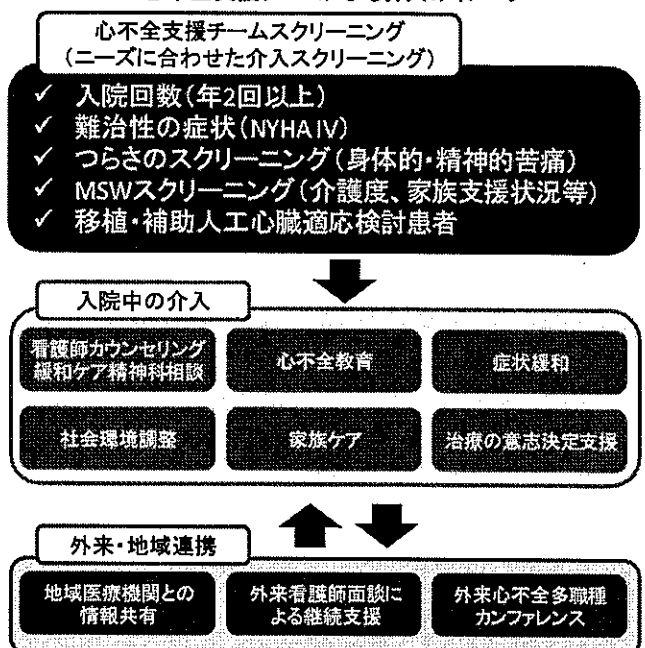 心不全支援チームスクリーニング
(ニーズに合わせた介入スクリーニング)
✓ 入院回数(年2回以上)
✓ 難治性の症状(NYHA IV)
✓ つらさのスクリーニング(身体的・精神的苦痛)
✓ MSWスクリーニング(介護度、家族支援状況等)
✓ 移植・補助人工心臓適応検討患者
入院中の介入
看護師カウンセリング
緩和ケア精神科相談
心不全教育
症状緩和
社会環境調整
家族ケア
治療の意志決定支援
外来・地域連携
地域医療機関との
情報共有
外来看護師面談に
よる継続支援
外来心不全多職種
カンファレンス